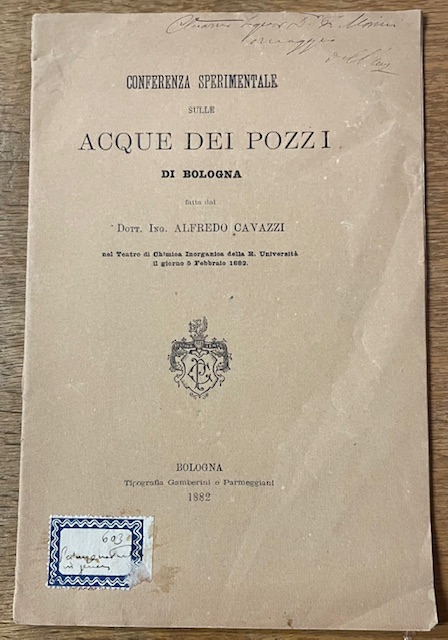 omaggio
CONFERENZA SPERIMENTALE
SULLE
ACQUE DEI POZZI
DI BOLOGNA
fatta dal
DOTT. ING. ALFREDO CAVAZZI
nel Teatro di Chimica Inorganica della R. Università
il giorno 5 Febbraio 1882.
BOLOGNA
Tipografia Gamberini e Parmeggiani
1882